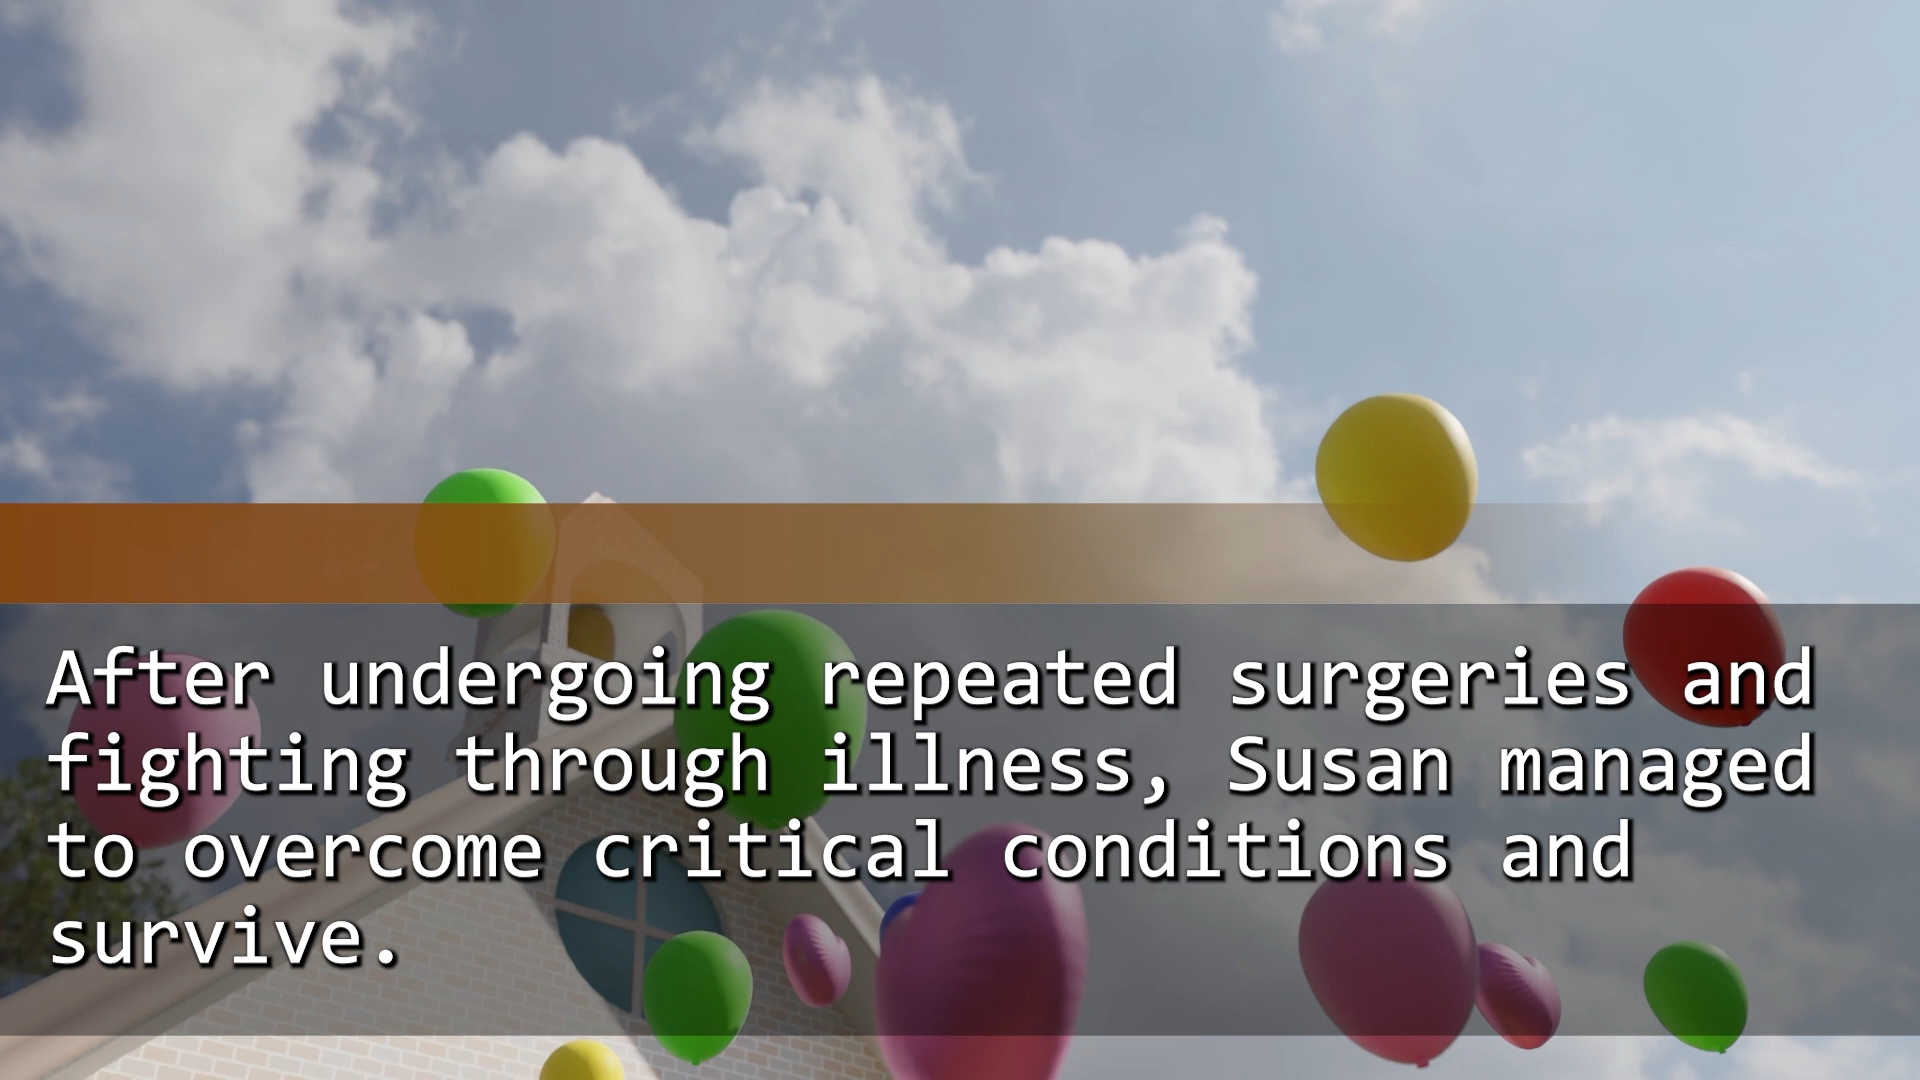 After undergoing repeated surgeries and
fighting through illness, Susan managed
to overcome critical conditions and
survive.